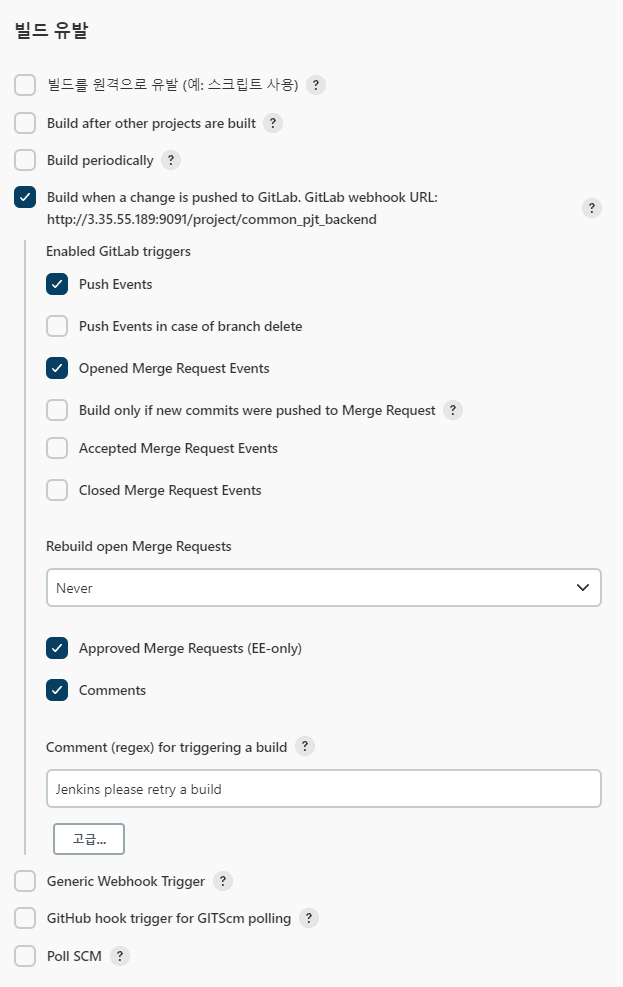 빌드 유발
빌드를 원격으로 유발 (예: 스크립트 사용) ?
Build after other projects are built ?
Build periodically ?
Build when a change is pushed to GitLab. GitLab webhook URL:
http://3.35.55.189:9091/project/common_pjt_backend ?
Enabled GitLab triggers
Push Events
Push Events in case of branch delete
Opened Merge Request Events
Build only if new commits were pushed to Merge Request ?
Accepted Merge Request Events
Closed Merge Request Events
Rebuild open Merge Requests
Never
Approved Merge Requests (EE-only)
Comments
Comment (regex) for triggering a build ?
Jenkins please retry a build
고급...
Generic Webhook Trigger ?
GitHub hook trigger for GITScm polling ?
Poll SCM ?